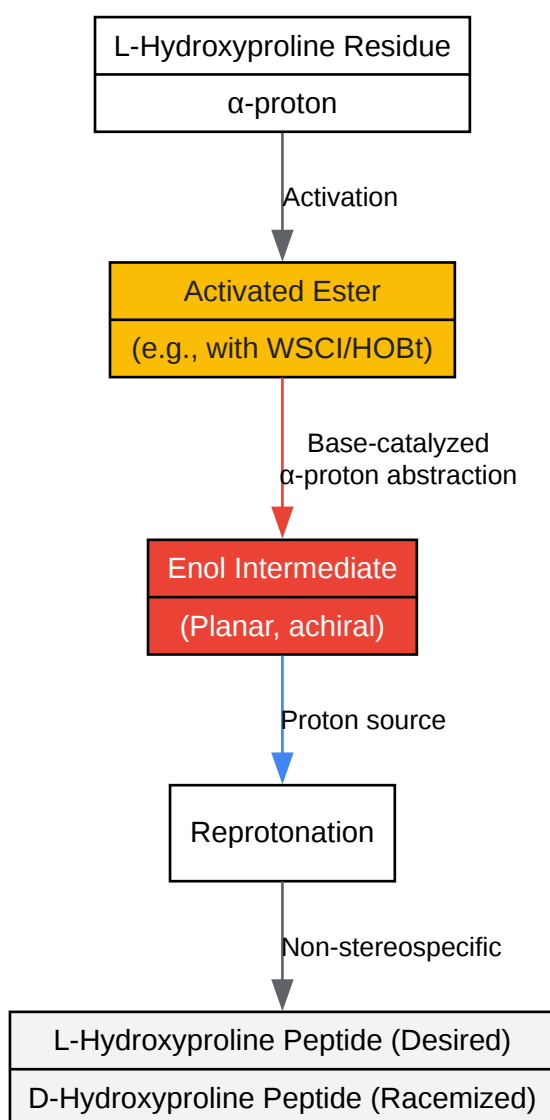 L-Hydroxyproline Residue
α-proton
Activation
Activated Ester
(e.g., with WSCI/HOBt)
Base-catalyzed
α-proton abstraction
Enol Intermediate
(Planar, achiral)
Proton source
Reprotonation
Non-stereospecific
L-Hydroxyproline Peptide (Desired)
D-Hydroxyproline Peptide (Racemized)